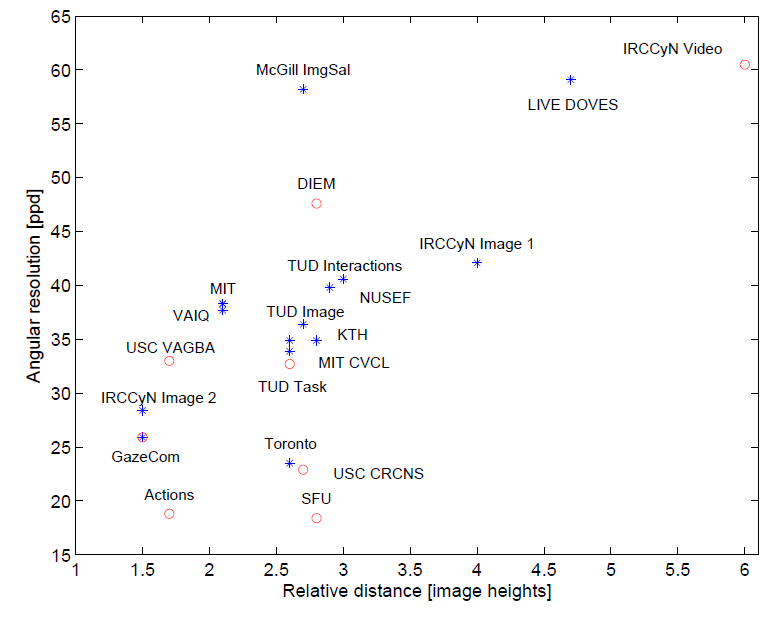 65
60
55
50
45
40
35
30
25
20
15
Angular resolution [ppd]
IRCCyN Video
McGill ImgSal
LIVE DOVES
DIEM
IRCCyN Image 1
TUD Interactions
MIT
NUSEF
VAIQ
TUD Image
KTH
USC VAGBA
MIT CVCL
TUD Task
IRCCyN Image 2
Toronto
GazeCom
USC CRCNS
Actions
SFU
1 1.5 2 2.5 3 3.5 4 4.5 5 5.5 6
Relative distance [image heights]